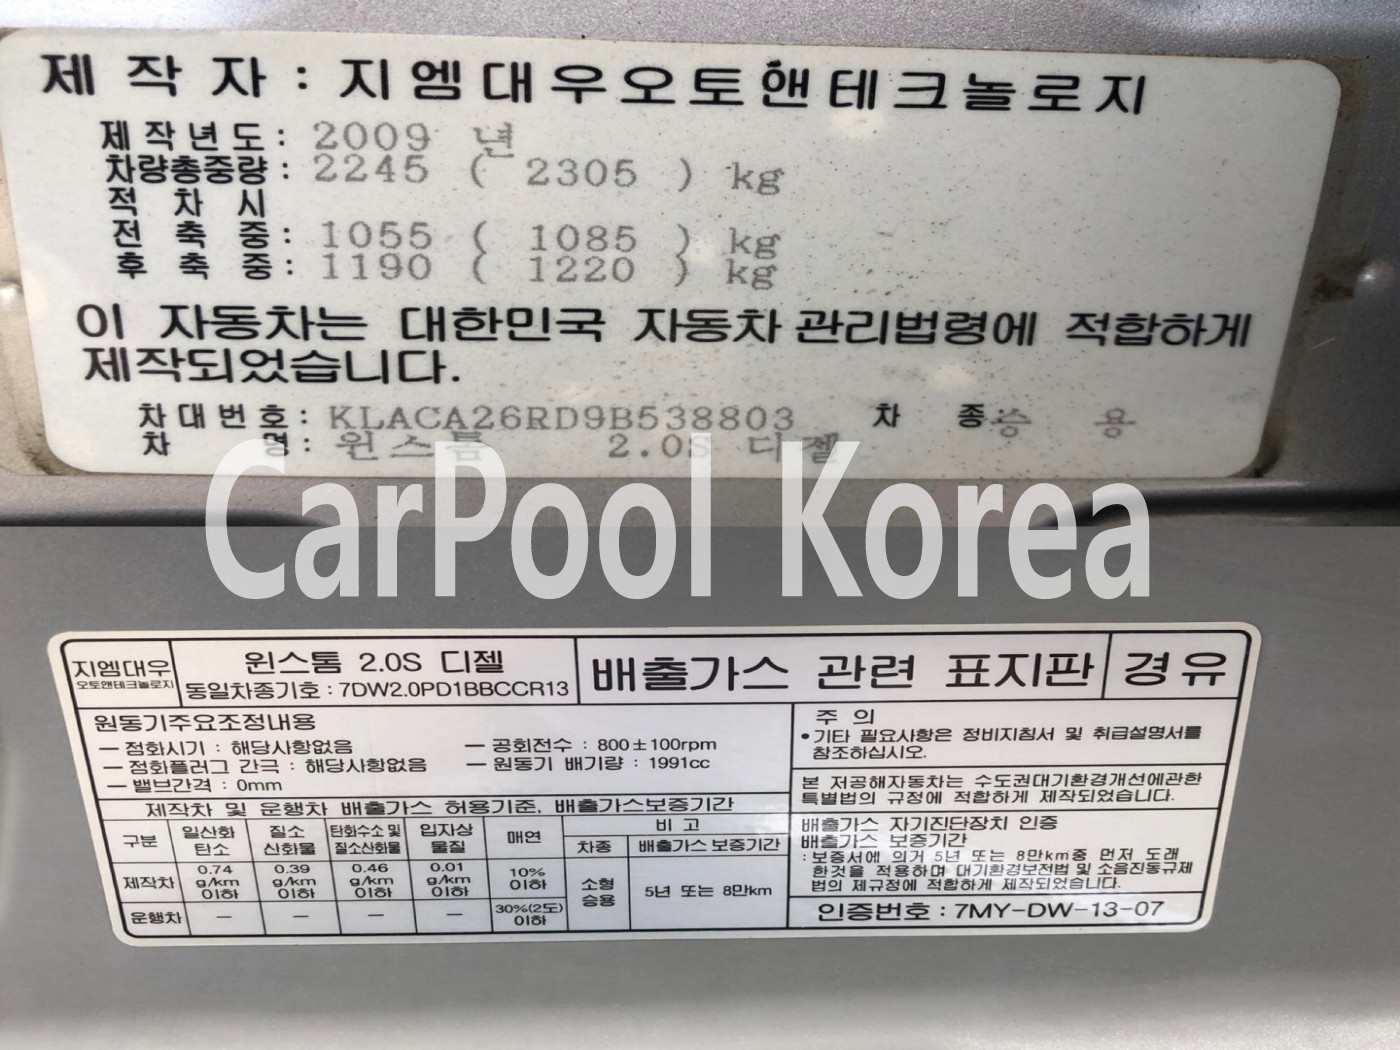 제 작 자 : 지엠대우오토앤테크놀로지
제작년도 : 2009 년
차량총중량 : 2245 ( 2305 ) kg
적 차 시
전 축 중 : 1055 ( 1085 ) kg
후 축 중 : 1190 ( 1220 ) kg
이 자동차는 대한민국 자동차 관리법령에 적합하게
제작되었습니다.
차대번호 : KLACA26RD9B538803 차 종 : 승 용
차 명 : 윈스톰 2.0S 디젤
CarPool Korea
지엠대우
오토앤테크놀로지
윈스톰 2.0S 디젤
동일차종기호 : 7DW2.0PD1BBCCR13
배출가스 관련 표지판
경유
원동기주요조정내용
– 점화시기 : 해당사항없음 – 공회전수 : 800±100rpm
– 점화플러그 간극 : 해당사항없음 – 원동기 배기량 : 1991cc
– 밸브간격 : 0mm
제작차 및 운행차 배출가스 허용기준, 배출가스보증기간
구분 일산화탄소 질소산화물 탄화수소 및 질소산화물 입자상물질 매연 비 고
차종 배출가스 보증기간
제작차 0.74 g/km 이하 0.39 g/km 이하 0.46 g/km 이하 0.01 g/km 이하 10% 이하 소형 승용 5년 또는 8만km
운행차 – – – – 30%(2도) 이하
주 의
•기타 필요사항은 정비지침서 및 취급설명서를
참조하십시오.
본 저공해자동차는 수도권대기환경개선에관한
특별법의 규정에 적합하게 제작되었습니다.
배출가스 자기진단장치 인증
배출가스 보증기간
: 보증서에 의거 5년 또는 8만km중 먼저 도래
한것을 적용하며 대기환경보전법 및 소음진동규제
법의 제규정에 적합하게 제작되었습니다.
인증번호 : 7MY-DW-13-07